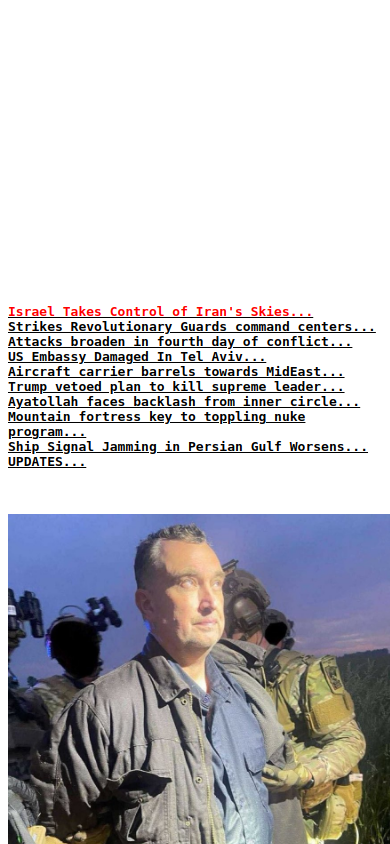 Israel Takes Control of Iran's Skies...
Strikes Revolutionary Guards command centers...
Attacks broaden in fourth day of conflict...
US Embassy Damaged In Tel Aviv...
Aircraft carrier barrels towards MidEast...
Trump vetoed plan to kill supreme leader...
Ayatollah faces backlash from inner circle...
Mountain fortress key to toppling nuke
program...
Ship Signal Jamming in Persian Gulf Worsens...
UPDATES...